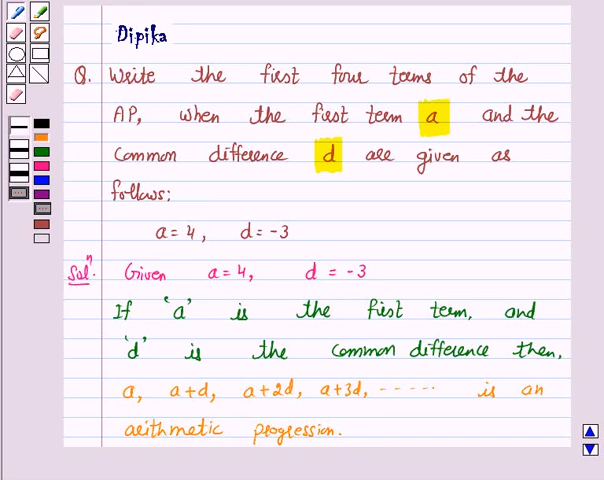 Dipika
Q. Write the first four terms of the
AP, when the first term a and the
Common difference d are given as
follows:
a = 4, d = -3
Solⁿ. Given a = 4, d = -3
If 'a' is the first term, and
'd' is the common difference then,
a, a+d, a+2d, a+3d, ------ is an
arithmetic progression.